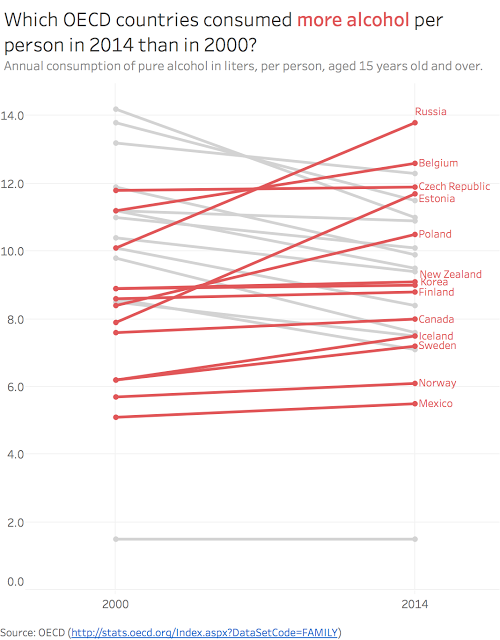 Which OECD countries consumed more alcohol per
person in 2014 than in 2000?
Annual consumption of pure alcohol in liters, per person, aged 15 years old and over.
Russia
14.0
Belgium
12.0
Czech Republic
Estonia
Poland
10.0
New Zealand
Korea
Finland
8.0
Canada
Iceland
Sweden
6.0
Norway
Mexico
4.0
2.0
0.0
2000
2014
Source: OECD (http://stats.oecd.org/Index.aspx?DataSetCode=FAMILY)